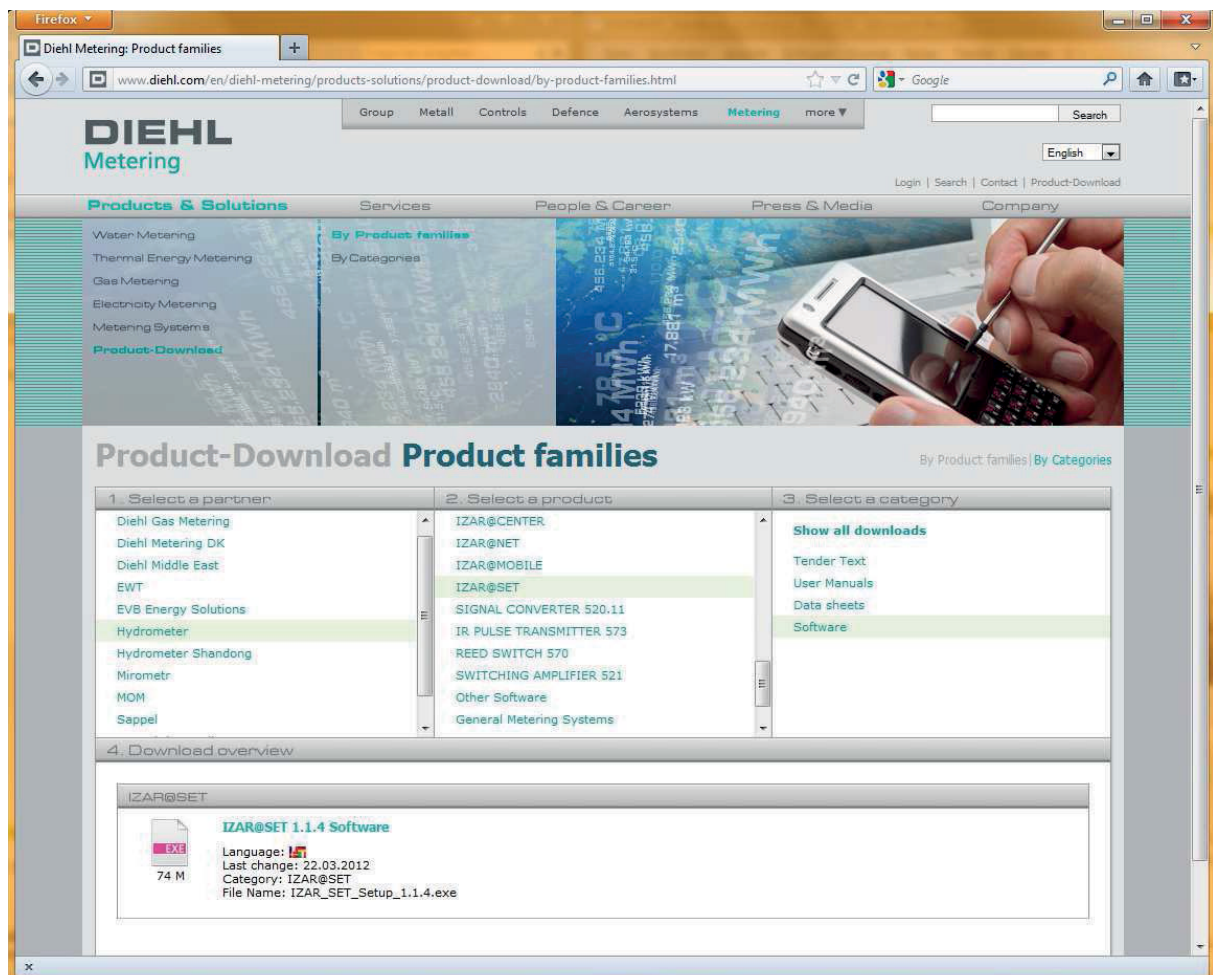 Firefox
Diehl Metering: Product families
www.diehl.com/en/diehl-metering/products-solutions/product-download/by-product-families.html
Google
Group Metall Controls Defence Aerosystems Metering more ▼
Search
DIEHL
Metering
English
Login | Search | Contact | Product-Download
Products & Solutions Services People & Career Press & Media Company
Water Metering
Thermal Energy Metering
Gas Metering
Electricity Metering
Metering Systems
Product-Download
By Product families
By Categories
Product-Download Product families
By Product families|By Categories
1. Select a partner
Diehl Gas Metering
Diehl Metering DK
Diehl Middle East
EWT
EVB Energy Solutions
Hydrometer
Hydrometer Shandong
Mirometr
MOM
Sappel
2. Select a product
IZAR@CENTER
IZAR@NET
IZAR@MOBILE
IZAR@SET
SIGNAL CONVERTER 520.11
IR PULSE TRANSMITTER 573
REED SWITCH 570
SWITCHING AMPLIFIER 521
Other Software
General Metering Systems
3. Select a category
Show all downloads
Tender Text
User Manuals
Data sheets
Software
4. Download overview
IZAR@SET
EXE
74 M
IZAR@SET 1.1.4 Software
Language:
Last change: 22.03.2012
Category: IZAR@SET
File Name: IZAR_SET_Setup_1.1.4.exe